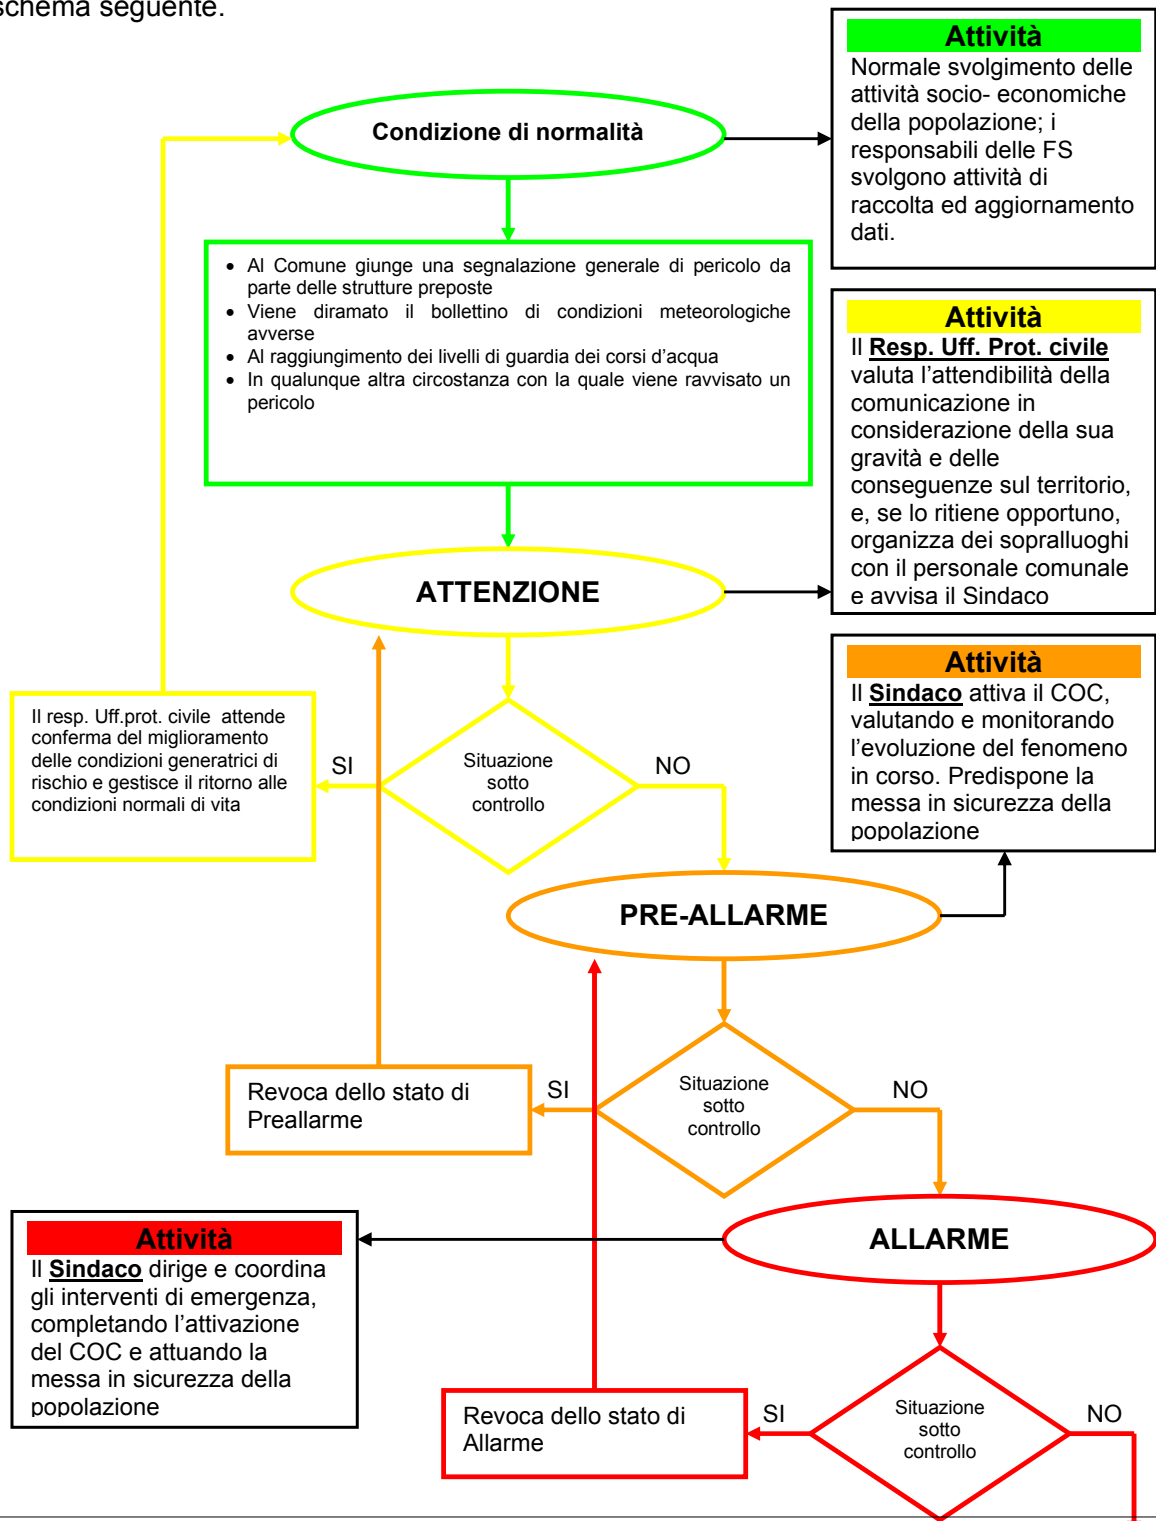 schema seguente.
Attività
Normale svolgimento delle
attività socio- economiche
della popolazione; i
responsabili delle FS
svolgono attività di
raccolta ed aggiornamento
dati.
Condizione di normalità
• Al Comune giunge una segnalazione generale di pericolo da
parte delle strutture preposte
• Viene diramato il bollettino di condizioni meteorologiche
avverse
• Al raggiungimento dei livelli di guardia dei corsi d’acqua
• In qualunque altra circostanza con la quale viene ravvisato un
pericolo
Attività
Il Resp. Uff. Prot. civile
valuta l’attendibilità della
comunicazione in
considerazione della sua
gravità e delle
conseguenze sul territorio,
e, se lo ritiene opportuno,
organizza dei sopralluoghi
con il personale comunale
e avvisa il Sindaco
ATTENZIONE
Attività
Il Sindaco attiva il COC,
valutando e monitorando
l’evoluzione del fenomeno
in corso. Predispone la
messa in sicurezza della
popolazione
Il resp. Uff.prot. civile attende
conferma del miglioramento
delle condizioni generatrici di
rischio e gestisce il ritorno alle
condizioni normali di vita
SI
Situazione
sotto
controllo
NO
PRE-ALLARME
Revoca dello stato di
Preallarme
SI
Situazione
sotto
controllo
NO
Attività
Il Sindaco dirige e coordina
gli interventi di emergenza,
completando l’attivazione
del COC e attuando la
messa in sicurezza della
popolazione
ALLARME
Revoca dello stato di
Allarme
SI
Situazione
sotto
controllo
NO